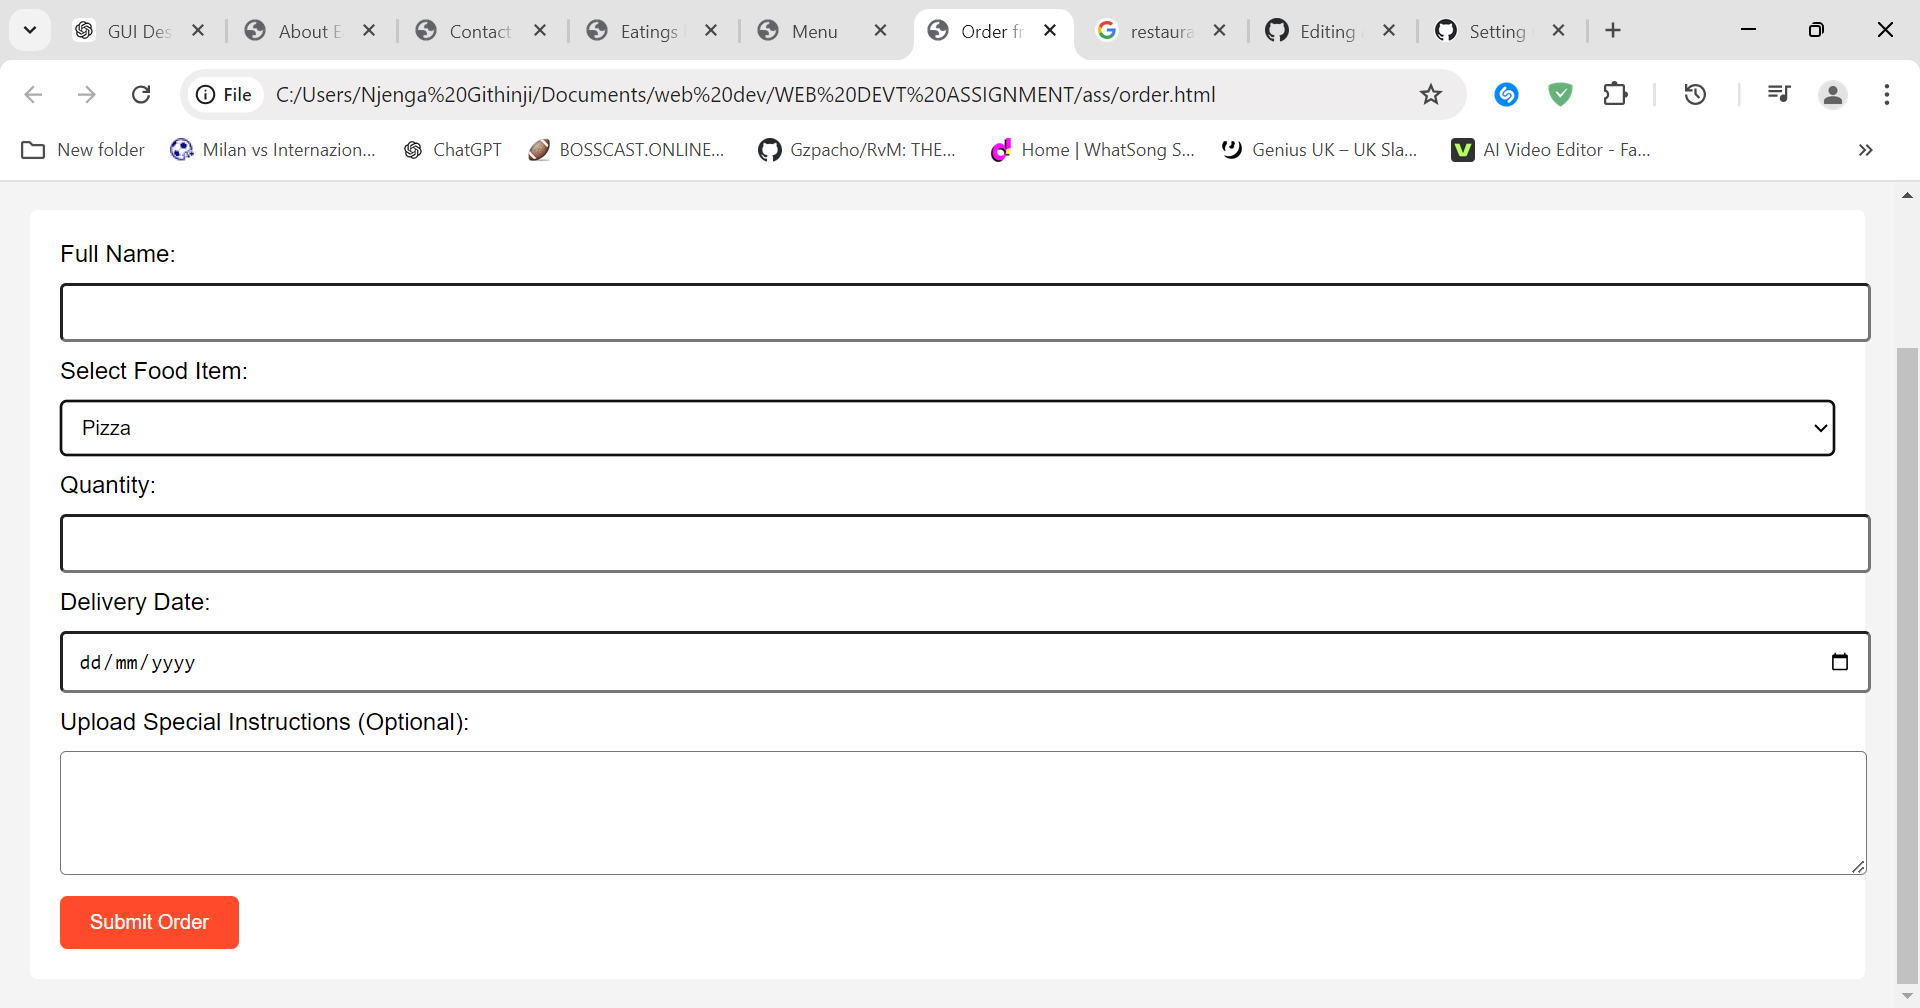 GUI Des
About E
Contact
Eatings
Menu
Order fr
restaura
Editing
Setting
File
C:/Users/Njenga%20Githinji/Documents/web%20dev/WEB%20DEVT%20ASSIGNMENT/ass/order.html
New folder
Milan vs Internazion...
ChatGPT
BOSSCAST.ONLINE...
Gzpacho/RvM: THE...
Home | WhatSong S...
Genius UK – UK Sla...
AI Video Editor - Fa...
Full Name:
Select Food Item:
Pizza
Quantity:
Delivery Date:
dd/mm/yyyy
Upload Special Instructions (Optional):
Submit Order